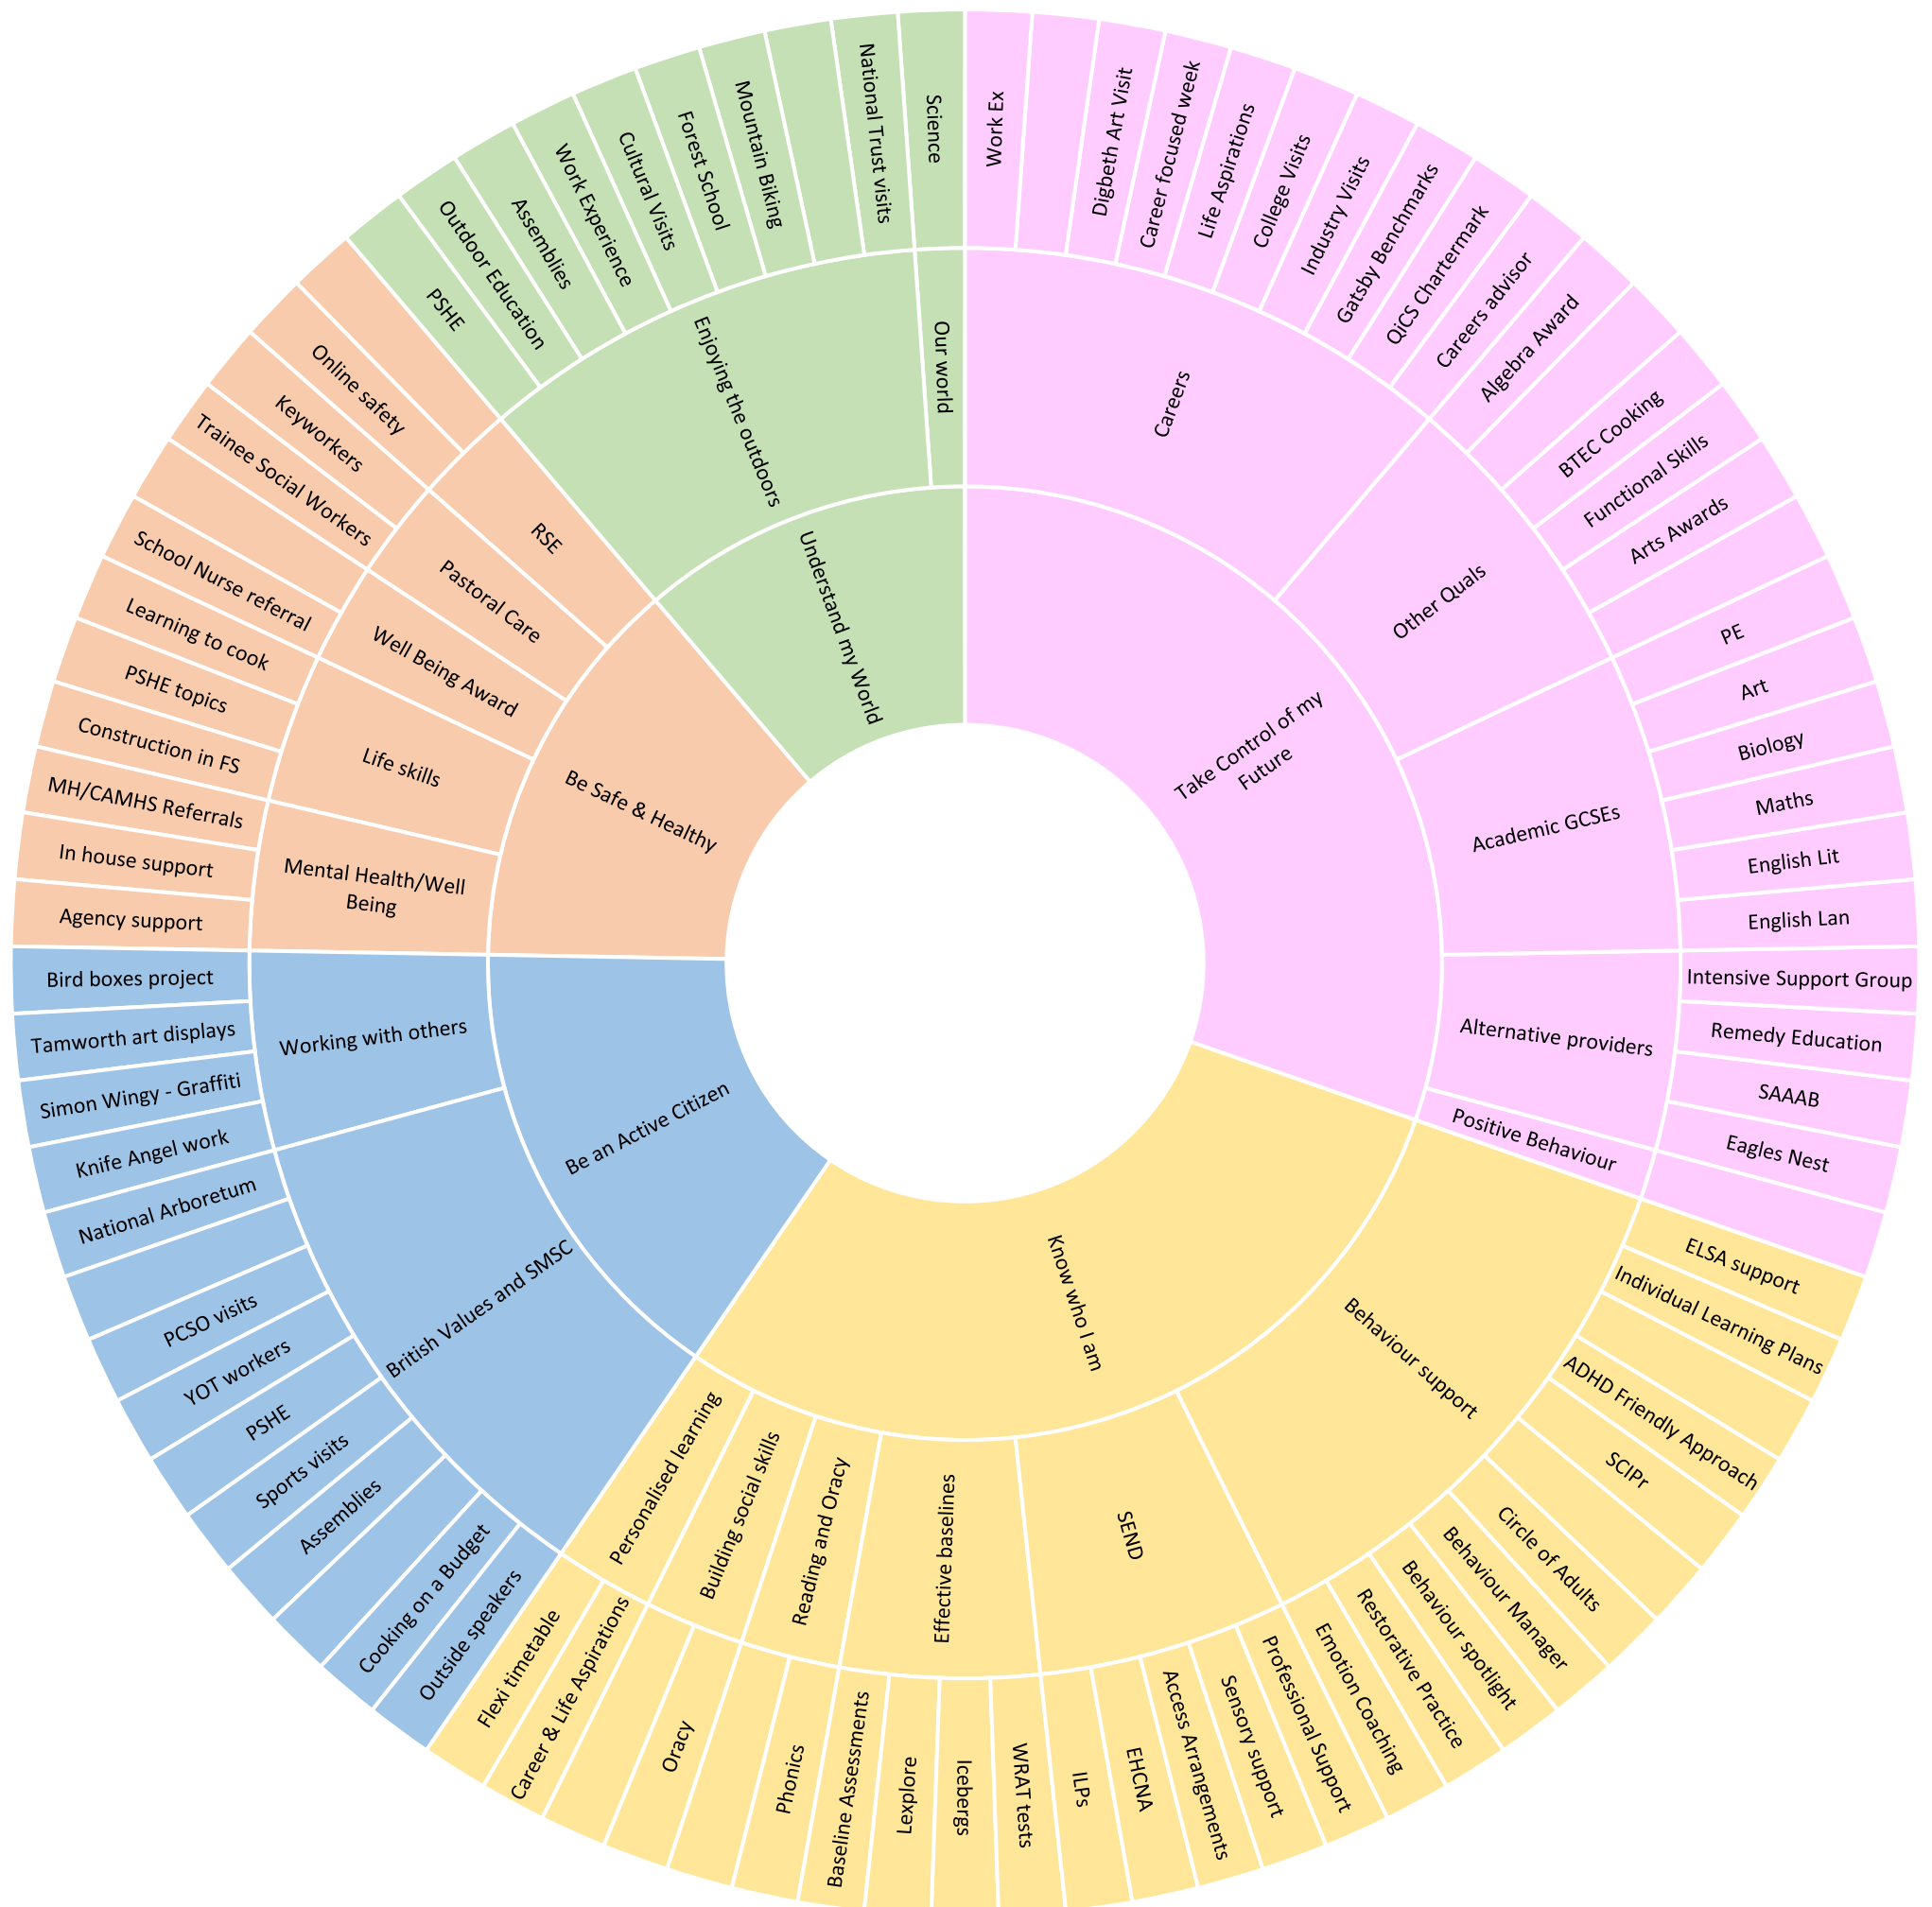 Take Control of my
Future
Careers
Work Ex
Digbeth Art Visit
Career focused week
Life Aspirations
College Visits
Industry Visits
Gatsby Benchmarks
QiCS Chartermark
Careers advisor
Other Quals
Algebra Award
BTEC Cooking
Functional Skills
Arts Awards
Academic GCSEs
PE
Art
Biology
Maths
English Lit
English Lan
Alternative providers
Intensive Support Group
Remedy Education
SAAAB
Eagles Nest
Positive Behaviour
Know who I am
Behaviour support
ELSA support
Individual Learning Plans
ADHD Friendly Approach
SCIPr
Circle of Adults
Behaviour Manager
Behaviour spotlight
Restorative Practice
Emotion Coaching
SEND
Professional Support
Sensory support
Access Arrangements
EHCNA
ILPs
Effective baselines
WRAT tests
Icebergs
Lexplore
Baseline Assessments
Reading and Oracy
Phonics
Building social skills
Oracy
Personalised learning
Career & Life Aspirations
Flexi timetable
Be an Active Citizen
British Values and SMSC
Outside speakers
Cooking on a Budget
Assemblies
Sports visits
PSHE
YOT workers
PCSO visits
National Arboretum
Working with others
Knife Angel work
Simon Wingy - Graffiti
Tamworth art displays
Bird boxes project
Be Safe & Healthy
Mental Health/Well
Being
Agency support
In house support
MH/CAMHS Referrals
Life skills
Construction in FS
PSHE topics
Learning to cook
Well Being Award
School Nurse referral
Pastoral Care
Trainee Social Workers
Keyworkers
RSE
Online safety
Understand my World
Enjoying the outdoors
PSHE
Outdoor Education
Assemblies
Work Experience
Cultural Visits
Forest School
Mountain Biking
National Trust visits
Our world
Science